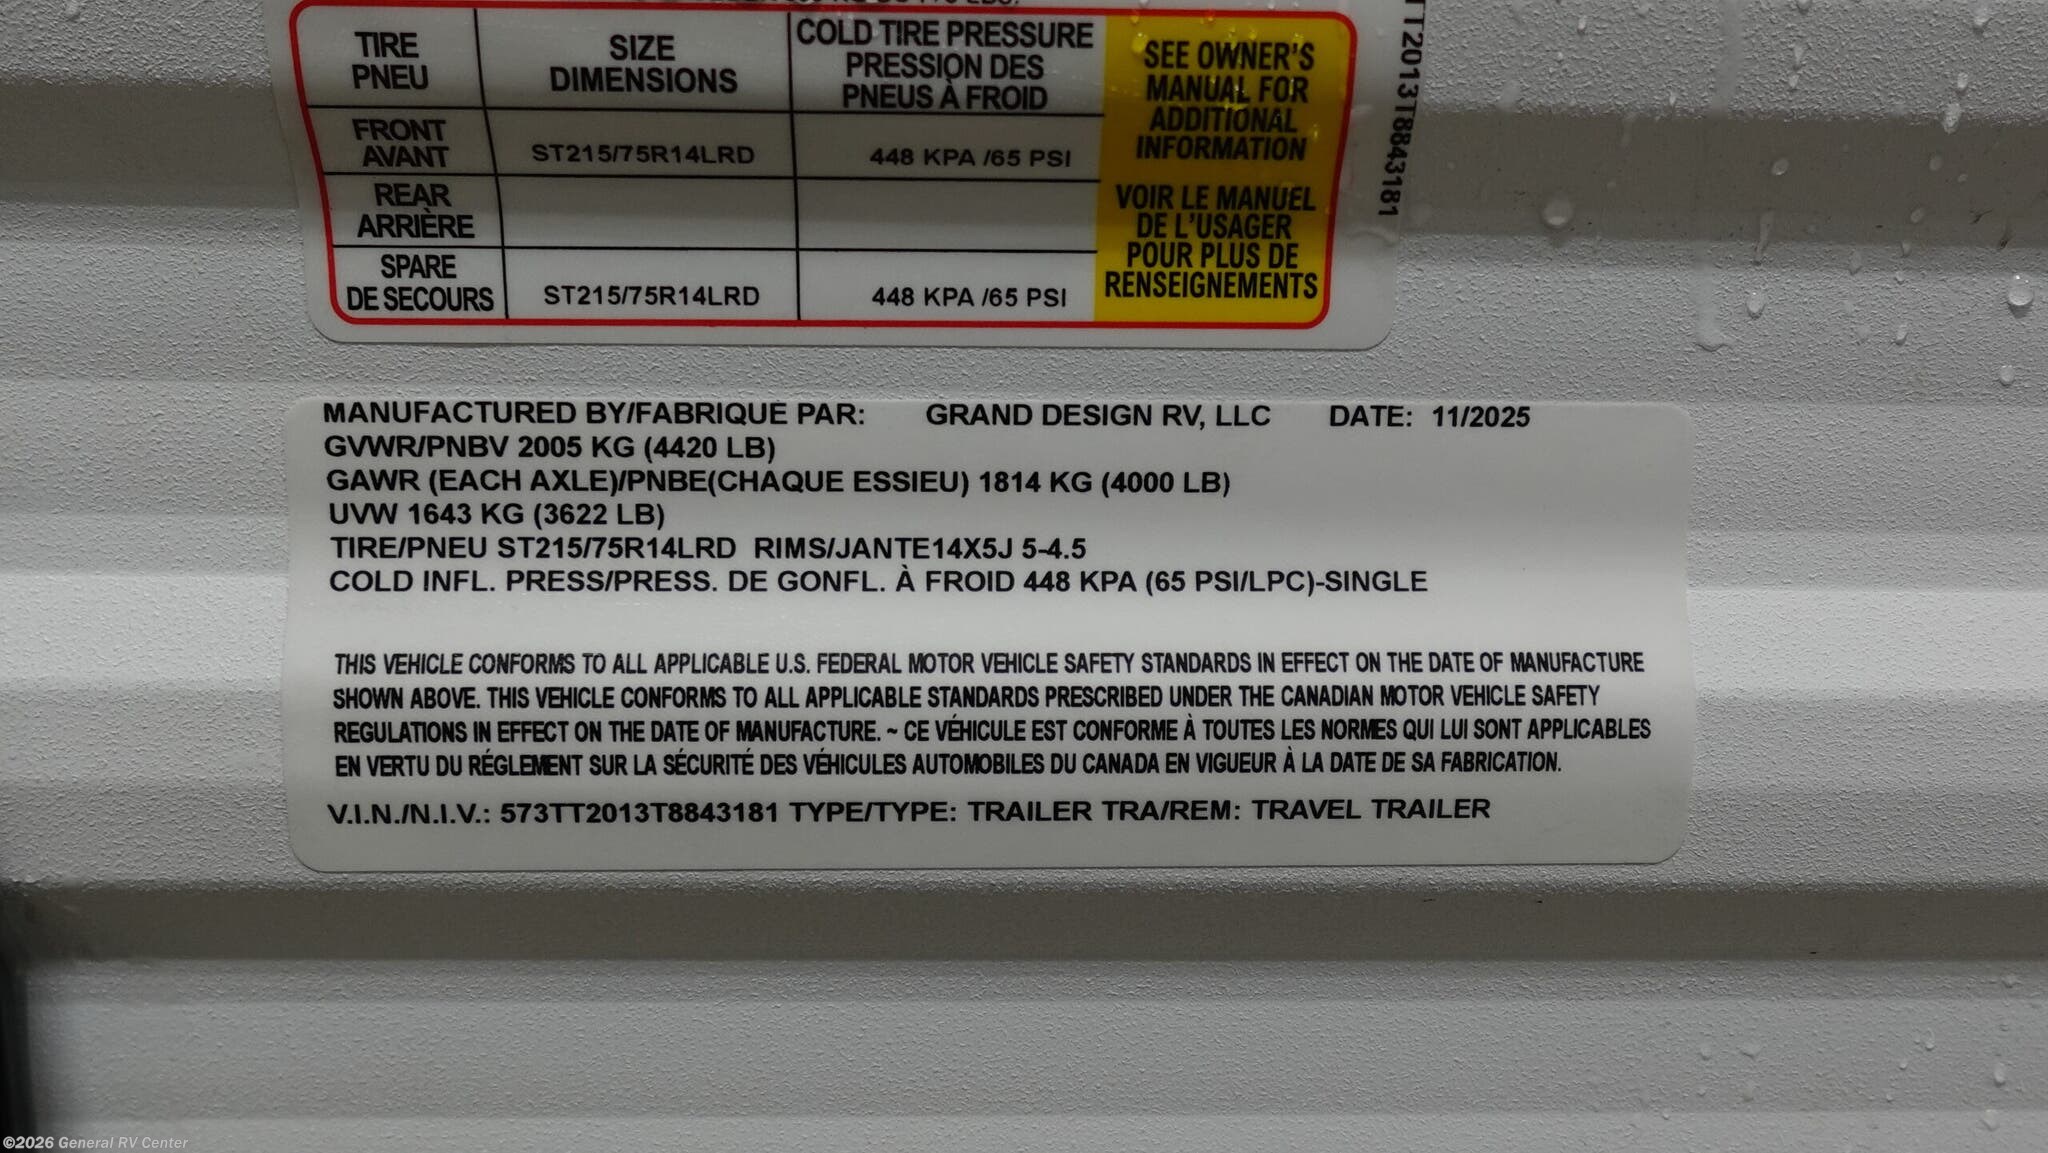 TIRE
PNEU
SIZE
DIMENSIONS
COLD TIRE PRESSURE
PRESSION DES
PNEUS À FROID
SEE OWNER'S
MANUAL FOR
ADDITIONAL
INFORMATION
FRONT
AVANT
ST215/75R14LRD
448 KPA /65 PSI
REAR
ARRIÈRE
VOIR LE MANUEL
DE L'USAGER
POUR PLUS DE
RENSEIGNEMENTS
SPARE
DE SECOURS
ST215/75R14LRD
448 KPA /65 PSI
TT2013T8843181
MANUFACTURED BY/FABRIQUE PAR: GRAND DESIGN RV, LLC DATE: 11/2025
GVWR/PNBV 2005 KG (4420 LB)
GAWR (EACH AXLE)/PNBE(CHAQUE ESSIEU) 1814 KG (4000 LB)
UVW 1643 KG (3622 LB)
TIRE/PNEU ST215/75R14LRD RIMS/JANTE14X5J 5-4.5
COLD INFL. PRESS/PRESS. DE GONFL. À FROID 448 KPA (65 PSI/LPC)-SINGLE
THIS VEHICLE CONFORMS TO ALL APPLICABLE U.S. FEDERAL MOTOR VEHICLE SAFETY STANDARDS IN EFFECT ON THE DATE OF MANUFACTURE
SHOWN ABOVE. THIS VEHICLE CONFORMS TO ALL APPLICABLE STANDARDS PRESCRIBED UNDER THE CANADIAN MOTOR VEHICLE SAFETY
REGULATIONS IN EFFECT ON THE DATE OF MANUFACTURE. ~ CE VÉHICULE EST CONFORME À TOUTES LES NORMES QUI LUI SONT APPLICABLES
EN VERTU DU RÉGLEMENT SUR LA SÉCURITÉ DES VÉHICULES AUTOMOBILES DU CANADA EN VIGUEUR À LA DATE DE SA FABRICATION.
V.I.N./N.I.V.: 573TT2013T8843181 TYPE/TYPE: TRAILER TRA/REM: TRAVEL TRAILER
©2026 General RV Center